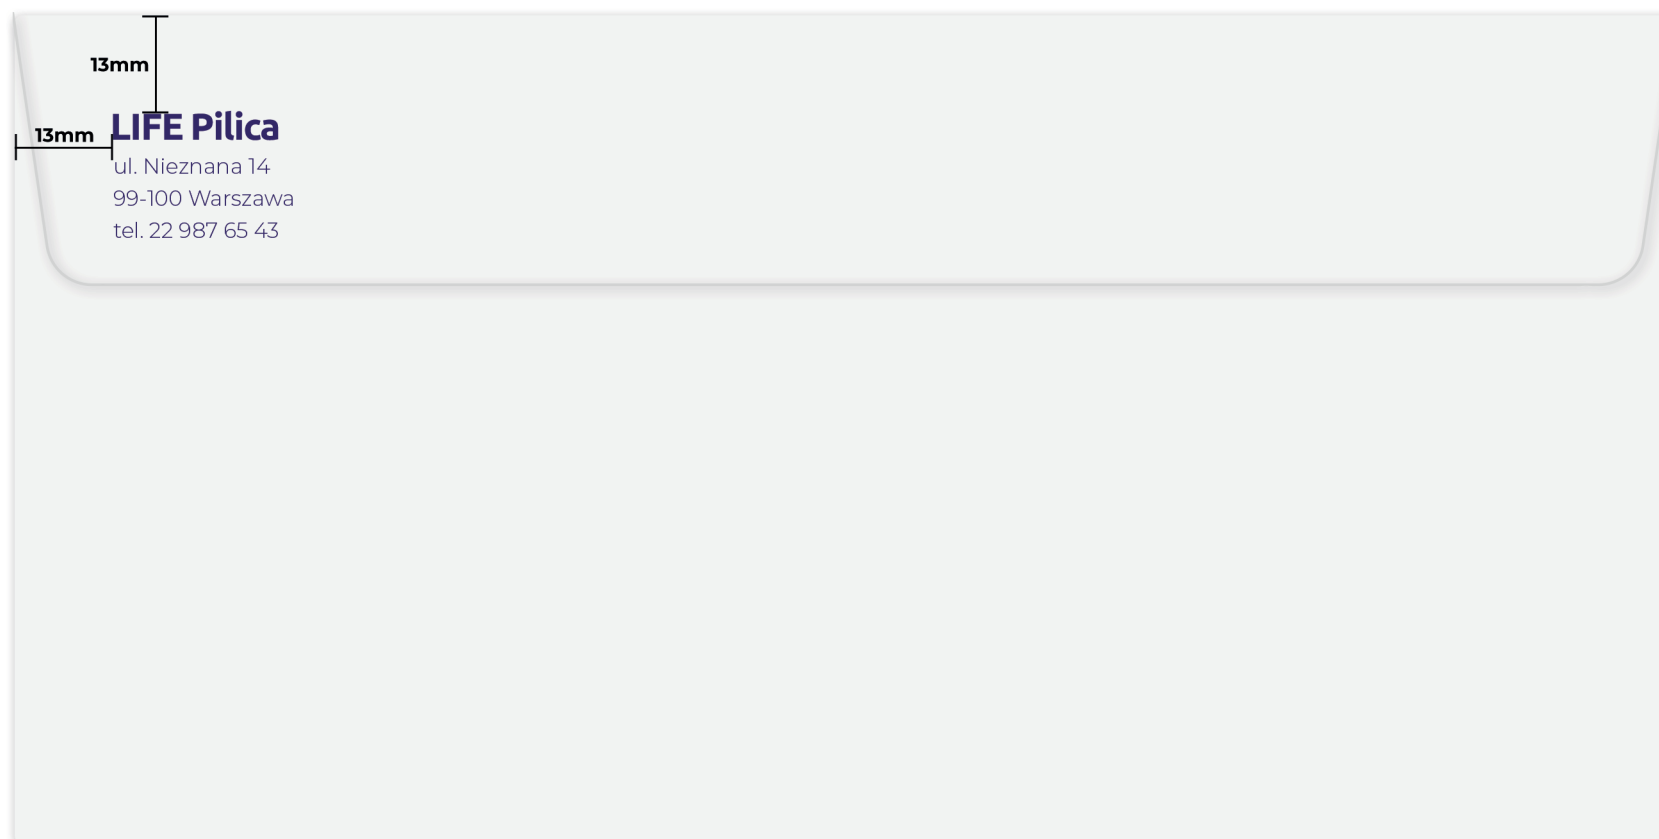 13mm
13mm
LIFE Pilica
ul. Nieznana 14
99-100 Warszawa
tel. 22 987 65 43